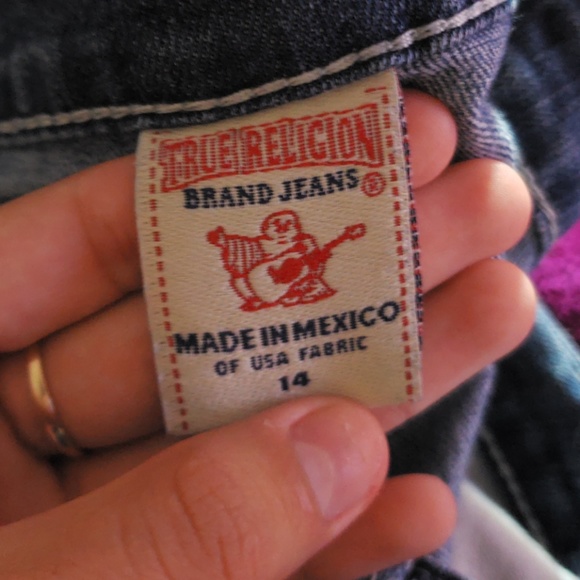 TRUE RELIGION
BRAND JEANS ®
MADE IN MEXICO
OF USA FABRIC
14